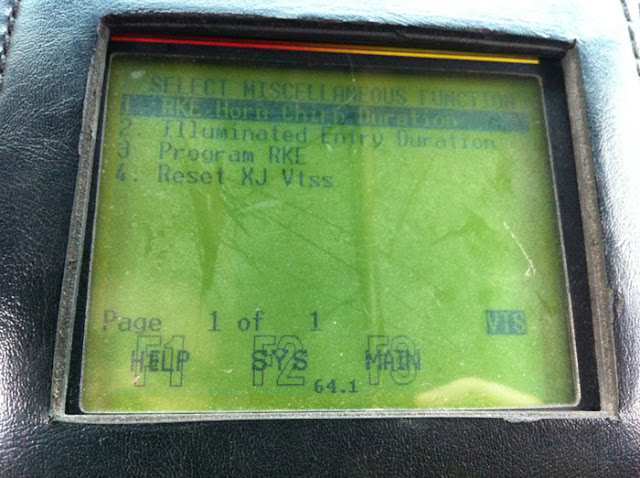 SELECT MISCELLANEOUS FUNCTION
1. RKE Horn Chirp Duration
2. Illuminated Entry Duration
3. Program RKE
4. Reset XJ Vtss
Page 1 of 1 VTS
HELP SYS MAIN
F1 F2 F3
64.1